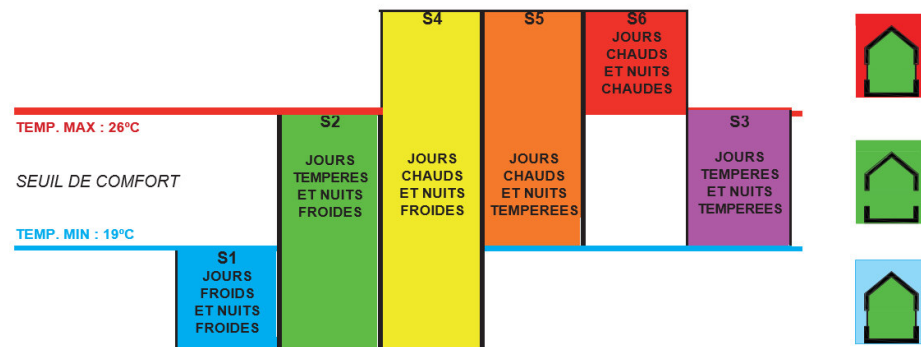 S4
JOURS
CHAUDS
ET NUITS
FROIDES
S5
JOURS
CHAUDS
ET NUITS
TEMPEREES
S6
JOURS
CHAUDS
ET NUITS
CHAUDES
TEMP. MAX : 26ºC
S2
JOURS
TEMPERES
ET NUITS
FROIDES
S3
JOURS
TEMPERES
ET NUITS
TEMPEREES
SEUIL DE COMFORT
TEMP. MIN : 19ºC
S1
JOURS
FROIDS
ET NUITS
FROIDES